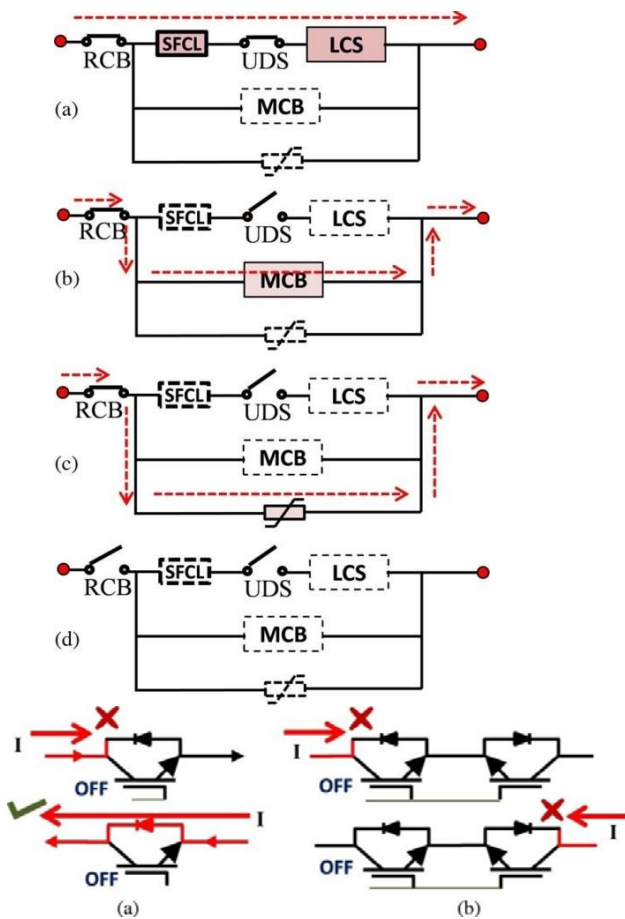 SFCL
LCS
RCB
UDS
MCB
(a)
SFCL
LCS
RCB
UDS
MCB
(b)
SFCL
LCS
RCB
UDS
MCB
(c)
SFCL
LCS
RCB
UDS
MCB
(d)
I
OFF
I
OFF
(a)
I
OFF
I
OFF
(b)